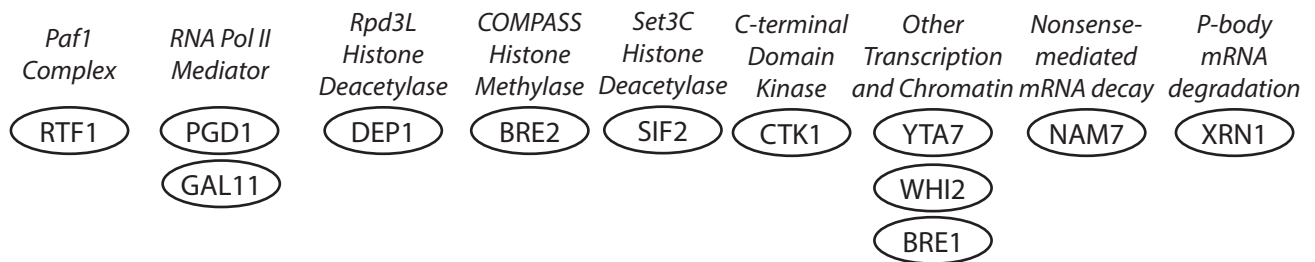 Paf1
Complex
RNA Pol II
Mediator
Rpd3L
Histone
Deacetylase
COMPASS
Histone
Methylase
Set3C
Histone
Deacetylase
C-terminal
Domain
Kinase
Other
Transcription
and Chromatin
Nonsense-
mediated
mRNA decay
P-body
mRNA
degradation
RTF1
PGD1
DEP1
BRE2
SIF2
CTK1
YTA7
NAM7
XRN1
GAL11
WHI2
BRE1